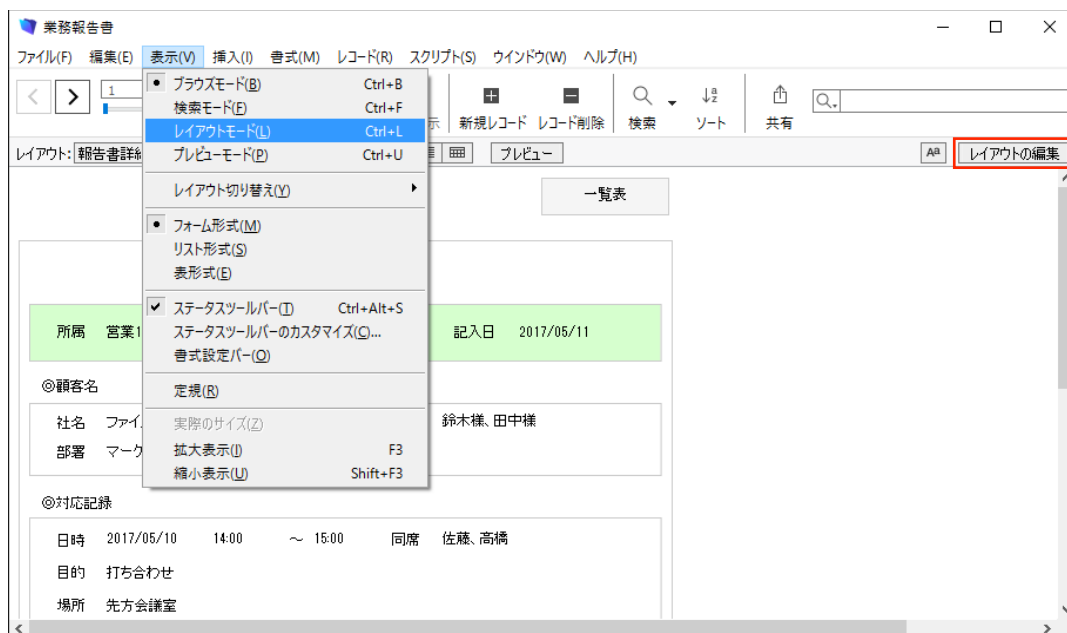 業務報告書
ファイル(F) 編集(E) 表示(V) 挿入(I) 書式(M) レコード(R) スクリプト(S) ウインドウ(W) ヘルプ(H)
1
示 新規レコード レコード削除 検索 ソート 共有
レイアウト: 報告書詳細 プレビュー Aa レイアウトの編集
ブラウズモード(B) Ctrl+B
検索モード(F) Ctrl+F
レイアウトモード(L) Ctrl+L
プレビューモード(P) Ctrl+U
レイアウト切り替え(Y)
フォーム形式(M)
リスト形式(S)
表形式(E)
ステータスツールバー(T) Ctrl+Alt+S
ステータスツールバーのカスタマイズ(C)...
書式設定バー(O)
定規(R)
実際のサイズ(Z)
拡大表示(I) F3
縮小表示(U) Shift+F3
一覧表
所属 営業1 記入日 2017/05/11
◎顧客名
社名 ファイ 鈴木様、田中様
部署 マーク
◎対応記録
日時 2017/05/10 14:00 ～ 15:00 同席 佐藤、高橋
目的 打ち合わせ
場所 先方会議室